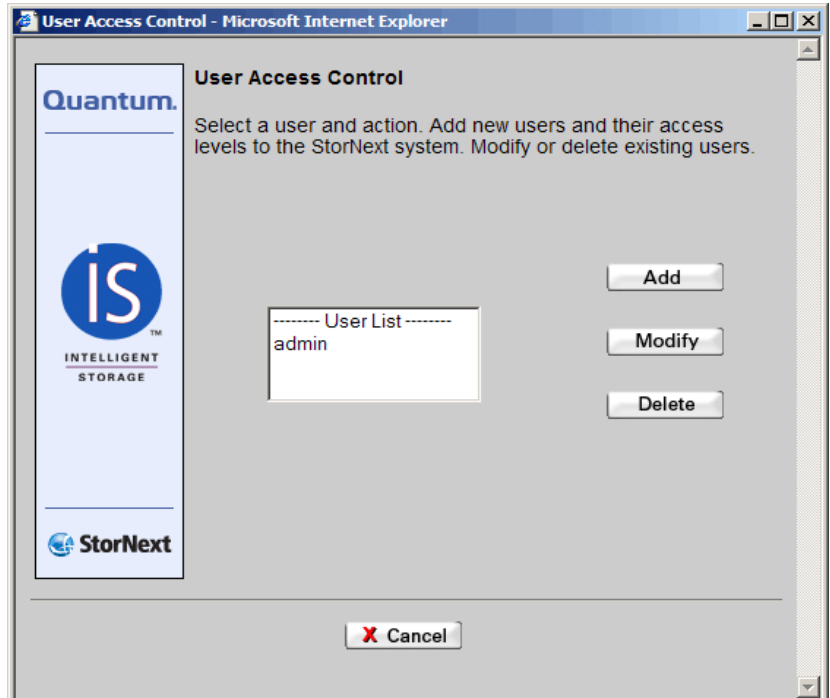 User Access Control - Microsoft Internet Explorer
Quantum.
User Access Control
Select a user and action. Add new users and their access
levels to the StorNext system. Modify or delete existing users.
iS
TM
INTELLIGENT
STORAGE
StorNext
-------- User List --------
admin
Add
Modify
Delete
X Cancel